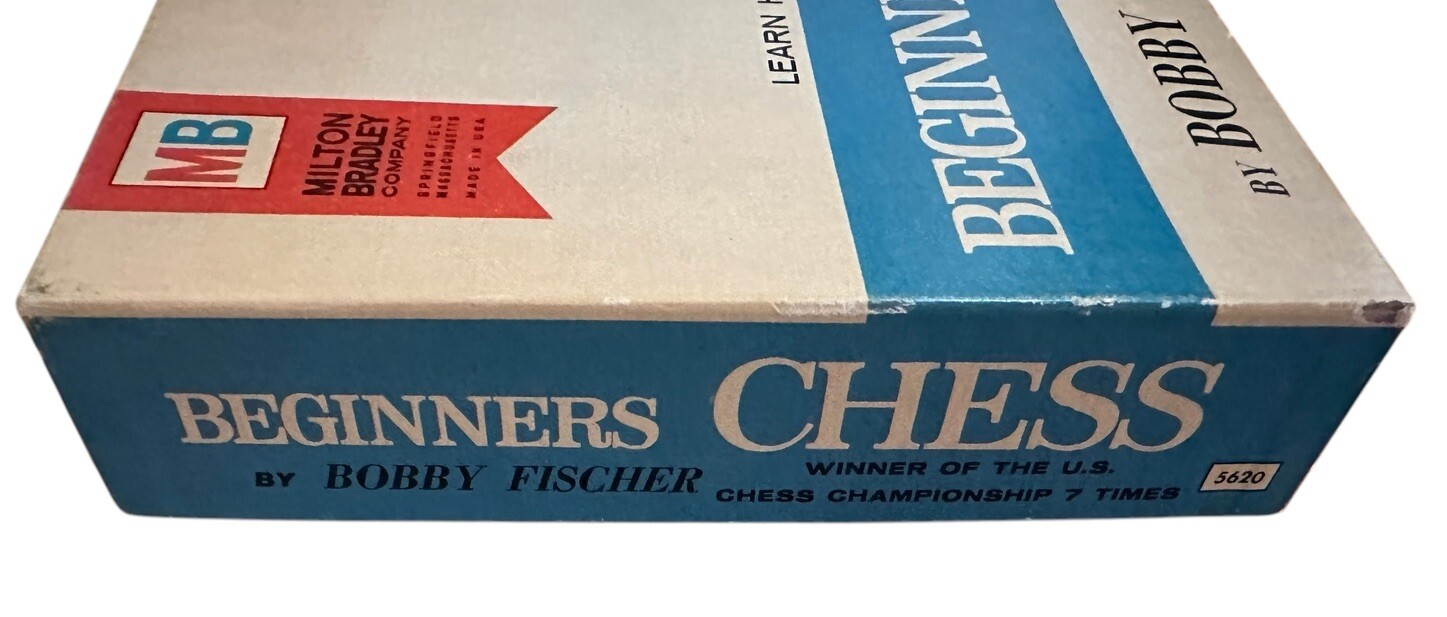 MB
MILTON
BRADLEY
COMPANY
SPRINGFIELD
MASSACHUSETTS
MADE IN USA
LEARN
BY BOBBY
BEGINNERS CHESS
BY BOBBY FISCHER
WINNER OF THE U.S.
CHESS CHAMPIONSHIP 7 TIMES
5620